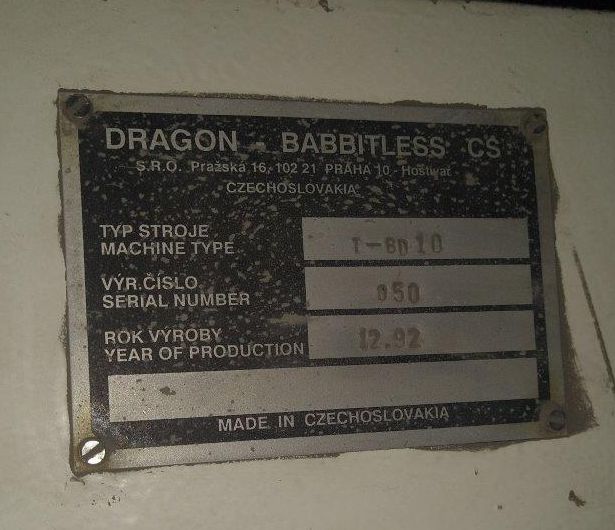 DRAGON - BABBITLESS CS
S.R.O. Pražská 16, 102 21 PRAHA 10 - Hostivař
CZECHOSLOVAKIA
TYP STROJE
MACHINE TYPE
VÝR.ČÍSLO
SERIAL NUMBER
050
ROK VÝROBY
YEAR OF PRODUCTION
12.92
MADE IN CZECHOSLOVAKIA